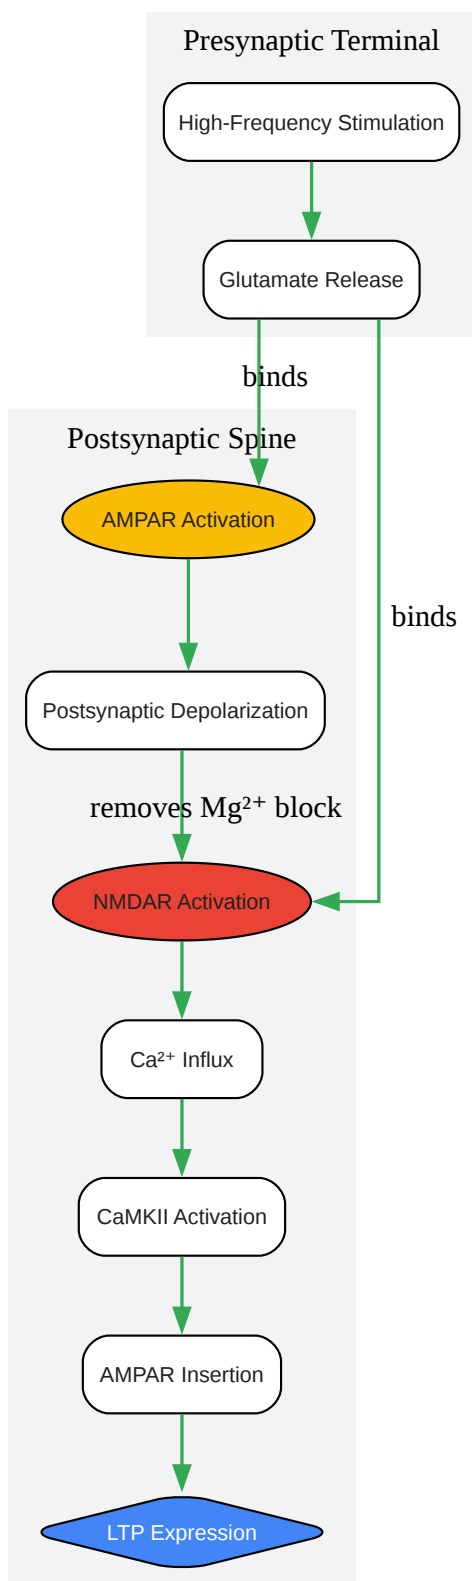 Presynaptic Terminal
High-Frequency Stimulation
Glutamate Release
binds
Postsynaptic Spine
AMPAR Activation
binds
Postsynaptic Depolarization
removes Mg²⁺ block
NMDAR Activation
Ca²⁺ Influx
CaMKII Activation
AMPAR Insertion
LTP Expression